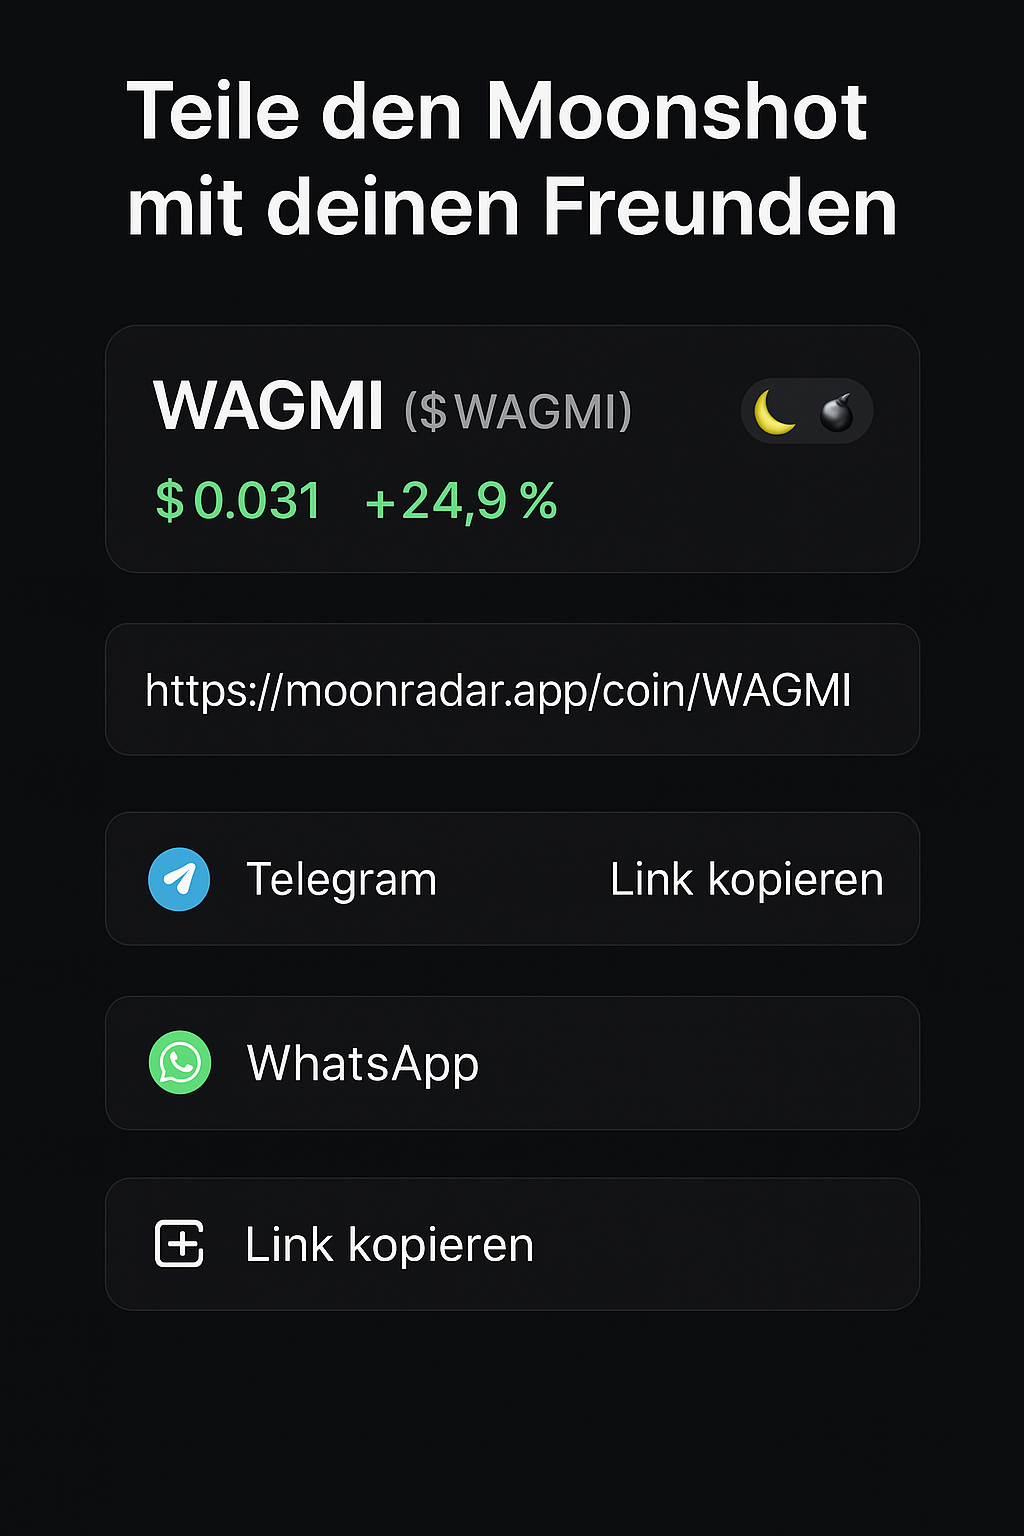 Teile den Moonshot
mit deinen Freunden
WAGMI ($WAGMI)
$0.031 +24,9 %
https://moonradar.app/coin/WAGMI
Telegram Link kopieren
WhatsApp
Link kopieren